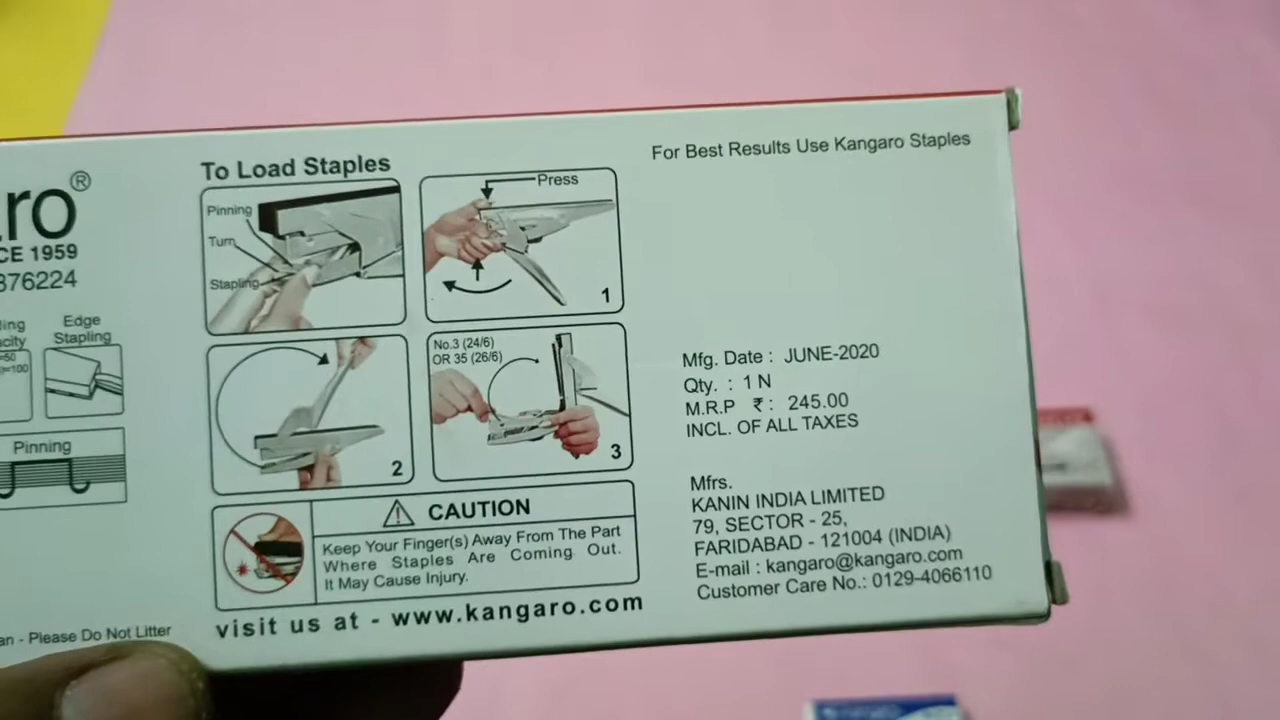 ro®
CE 1959
376224
ling
Edge
city
Stapling
=50
=100
Pinning
an - Please Do Not Litter
To Load Staples
Pinning
Turn
Stapling
Press
1
2
No.3 (24/6)
OR 35 (26/6)
3
CAUTION
Keep Your Finger(s) Away From The Part
Where Staples Are Coming Out.
It May Cause Injury.
visit us at - www.kangaro.com
For Best Results Use Kangaro Staples
Mfg. Date : JUNE-2020
Qty. : 1 N
M.R.P ₹ : 245.00
INCL. OF ALL TAXES
Mfrs.
KANIN INDIA LIMITED
79, SECTOR - 25,
FARIDABAD - 121004 (INDIA)
E-mail : kangaro@kangaro.com
Customer Care No.: 0129-4066110